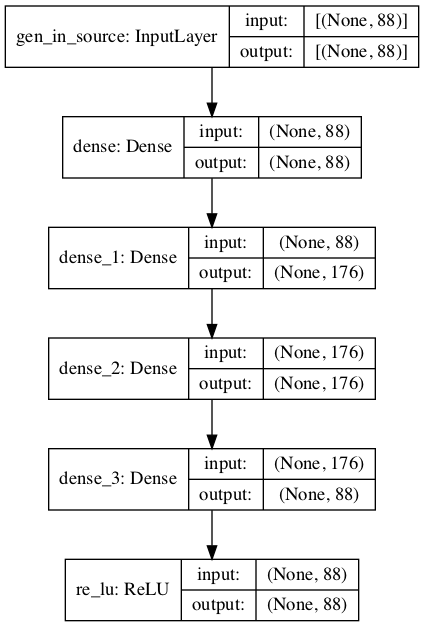 gen_in_source: InputLayer
input: [(None, 88)]
output: [(None, 88)]
dense: Dense
input: (None, 88)
output: (None, 88)
dense_1: Dense
input: (None, 88)
output: (None, 176)
dense_2: Dense
input: (None, 176)
output: (None, 176)
dense_3: Dense
input: (None, 176)
output: (None, 88)
re_lu: ReLU
input: (None, 88)
output: (None, 88)